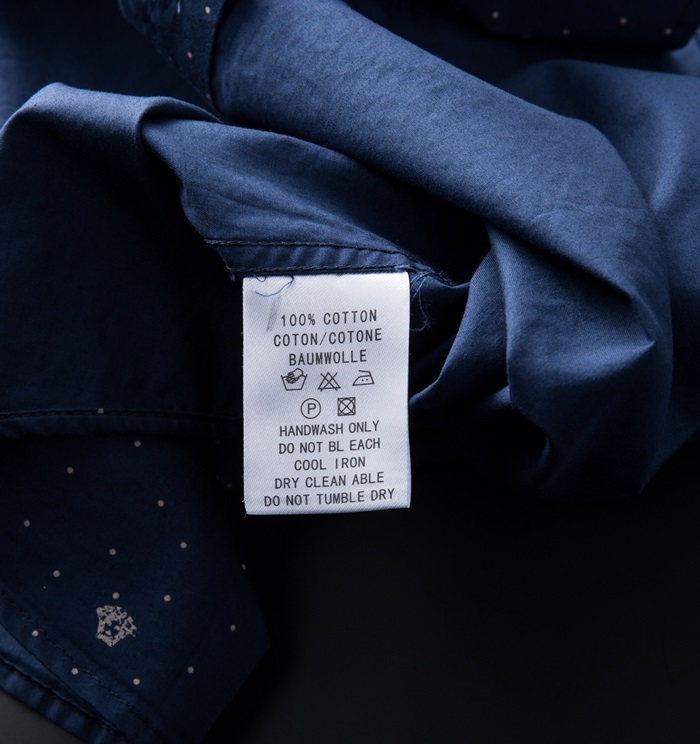 100% COTTON
COTON/COTONE
BAUMWOLLE
P
HANDWASH ONLY
DO NOT BL EACH
COOL IRON
DRY CLEAN ABLE
DO NOT TUMBLE DRY